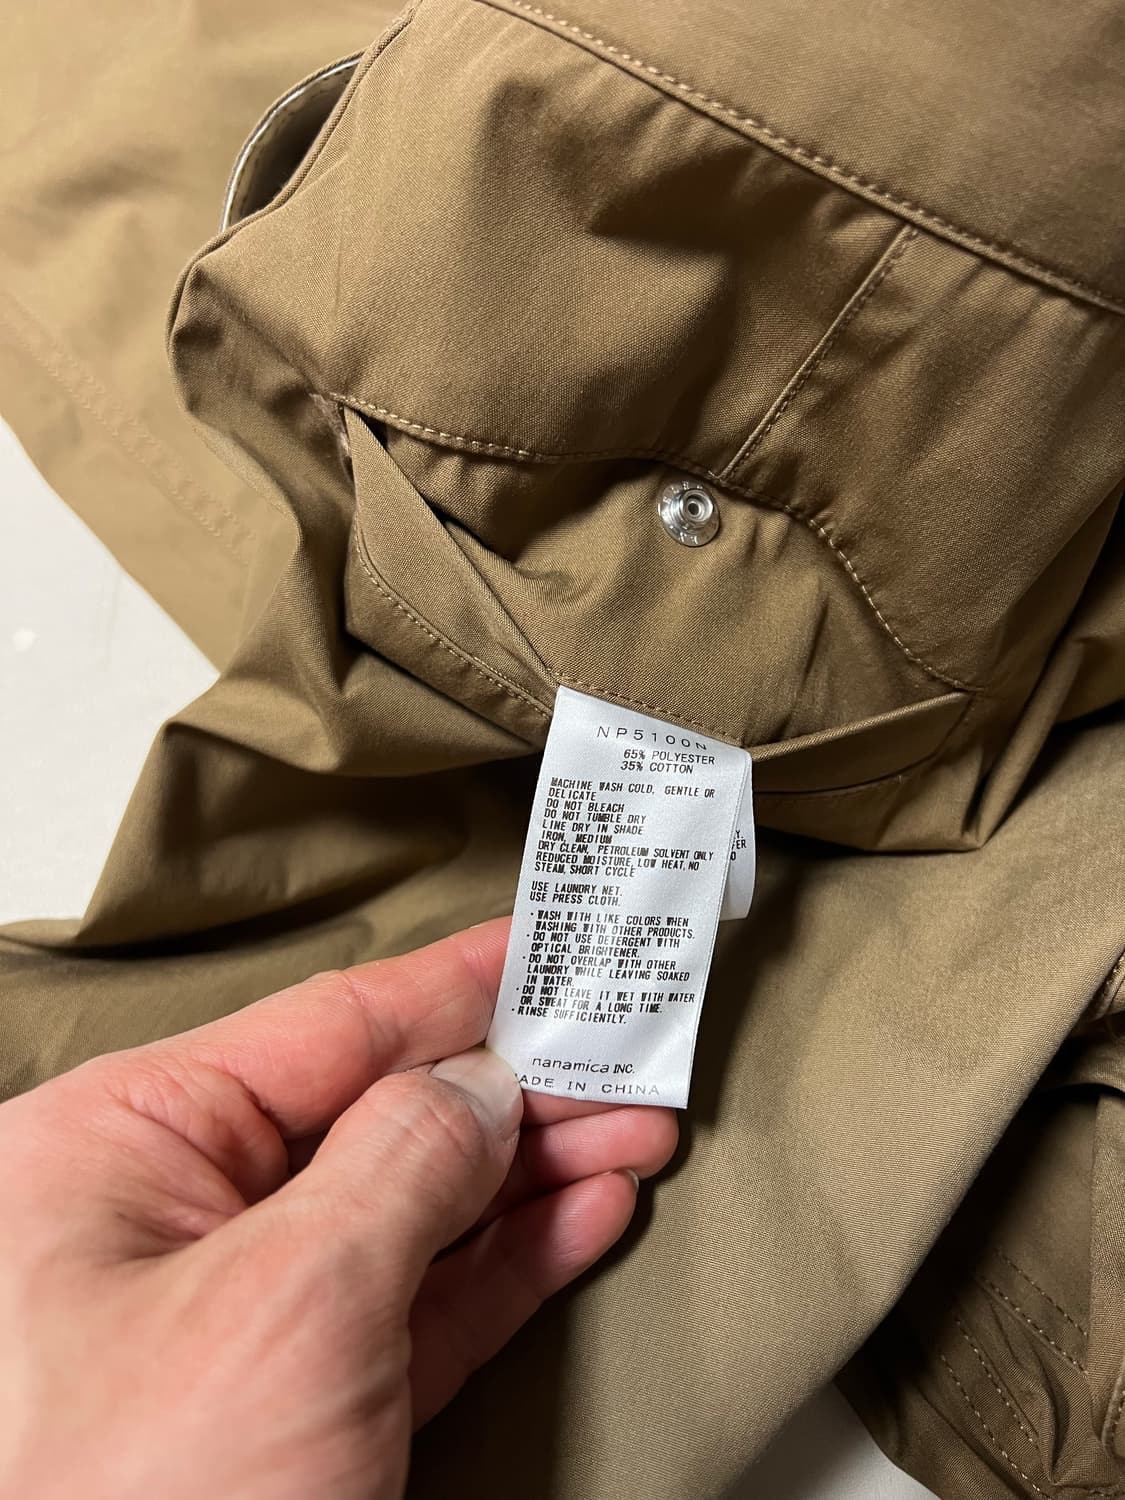 NP5100N
65% POLYESTER
35% COTTON
MACHINE WASH COLD, GENTLE OR
DELICATE
DO NOT BLEACH
DO NOT TUMBLE DRY
LINE DRY IN SHADE
IRON, MEDIUM
DRY CLEAN, PETROLEUM SOLVENT ONLY
REDUCED MOISTURE, LOW HEAT, NO
STEAM, SHORT CYCLE
USE LAUNDRY NET.
USE PRESS CLOTH.
・WASH WITH LIKE COLORS WHEN
WASHING WITH OTHER PRODUCTS.
・DO NOT USE DETERGENT WITH
OPTICAL BRIGHTENER.
・DO NOT OVERLAP WITH OTHER
LAUNDRY WHILE LEAVING SOAKED
IN WATER.
・DO NOT LEAVE IT WET WITH WATER
OR SWEAT FOR A LONG TIME.
・RINSE SUFFICIENTLY.
nanamica INC.
ADE IN CHINA